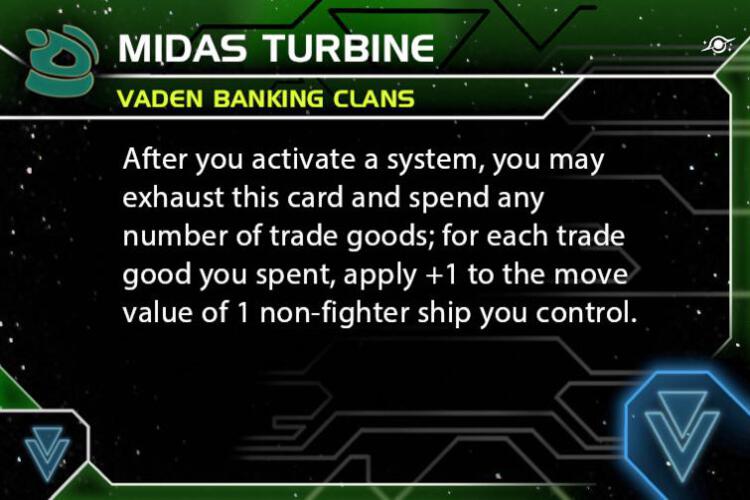 MIDAS TURBINE
VADEN BANKING CLANS
After you activate a system, you may
exhaust this card and spend any
number of trade goods; for each trade
good you spent, apply +1 to the move
value of 1 non-fighter ship you control.